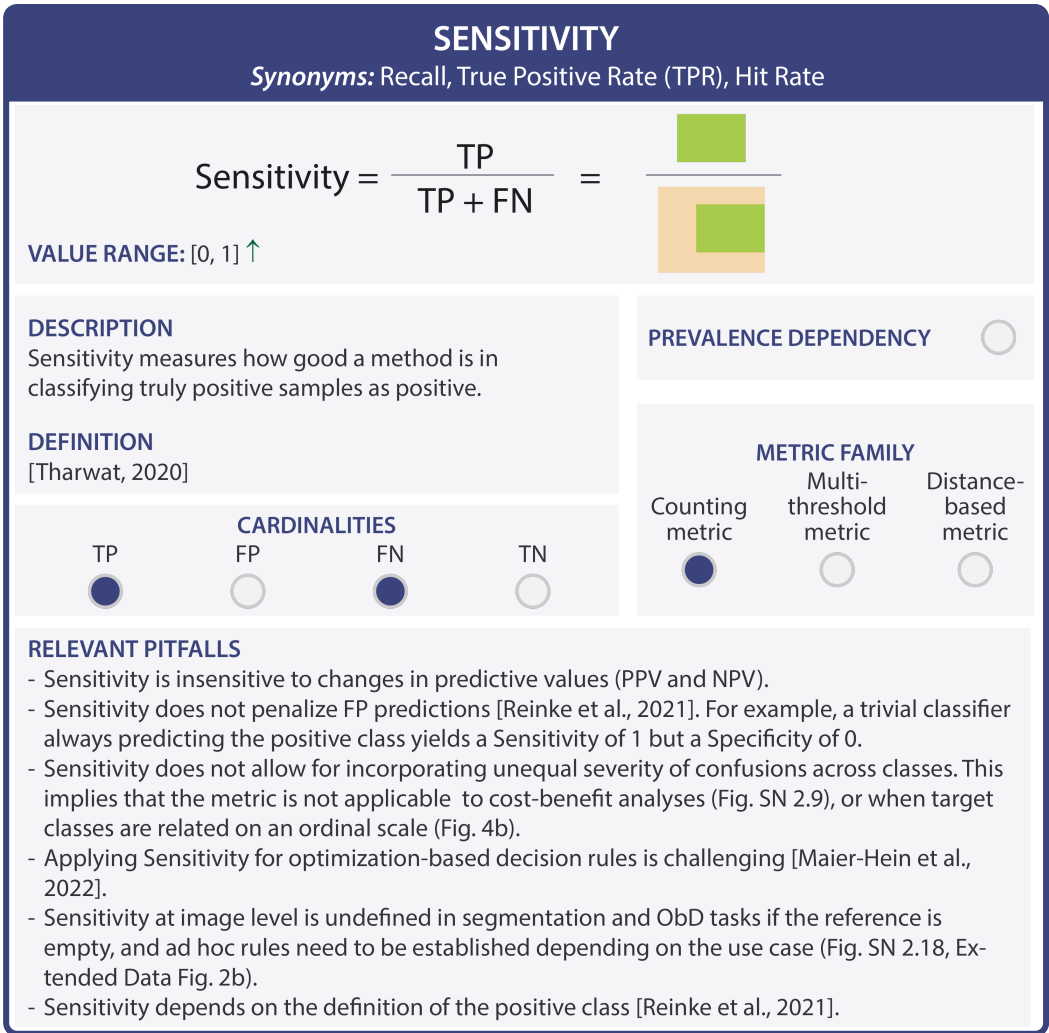 SENSITIVITY
Synonyms: Recall, True Positive Rate (TPR), Hit Rate
Sensitivity = TP / TP + FN =
VALUE RANGE: [0, 1] ↑
DESCRIPTION
Sensitivity measures how good a method is in
classifying truly positive samples as positive.
DEFINITION
[Tharwat, 2020]
PREVALENCE DEPENDENCY
METRIC FAMILY
Counting
metric
Multi-
threshold
metric
Distance-
based
metric
CARDINALITIES
TP FP FN TN
RELEVANT PITFALLS
- Sensitivity is insensitive to changes in predictive values (PPV and NPV).
- Sensitivity does not penalize FP predictions [Reinke et al., 2021]. For example, a trivial classifier
always predicting the positive class yields a Sensitivity of 1 but a Specificity of 0.
- Sensitivity does not allow for incorporating unequal severity of confusions across classes. This
implies that the metric is not applicable to cost-benefit analyses (Fig. SN 2.9), or when target
classes are related on an ordinal scale (Fig. 4b).
- Applying Sensitivity for optimization-based decision rules is challenging [Maier-Hein et al.,
2022].
- Sensitivity at image level is undefined in segmentation and ObD tasks if the reference is
empty, and ad hoc rules need to be established depending on the use case (Fig. SN 2.18, Ex-
tended Data Fig. 2b).
- Sensitivity depends on the definition of the positive class [Reinke et al., 2021].